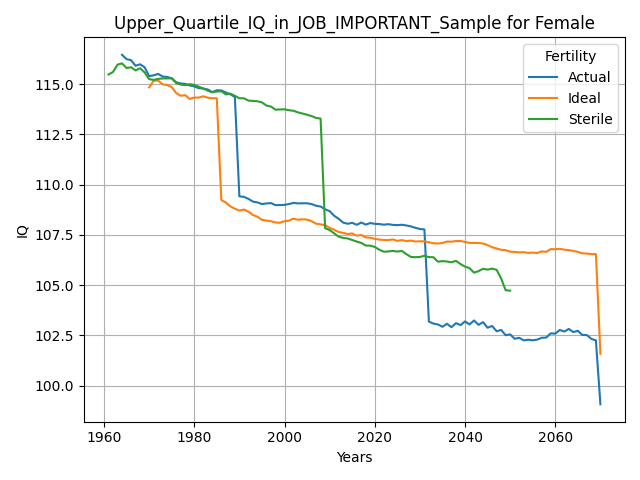 Upper_Quartile_IQ_in_JOB_IMPORTANT_Sample for Female
Fertility
Actual
Ideal
Sterile
IQ
115.0
112.5
110.0
107.5
105.0
102.5
100.0
1960 1980 2000 2020 2040 2060
Years